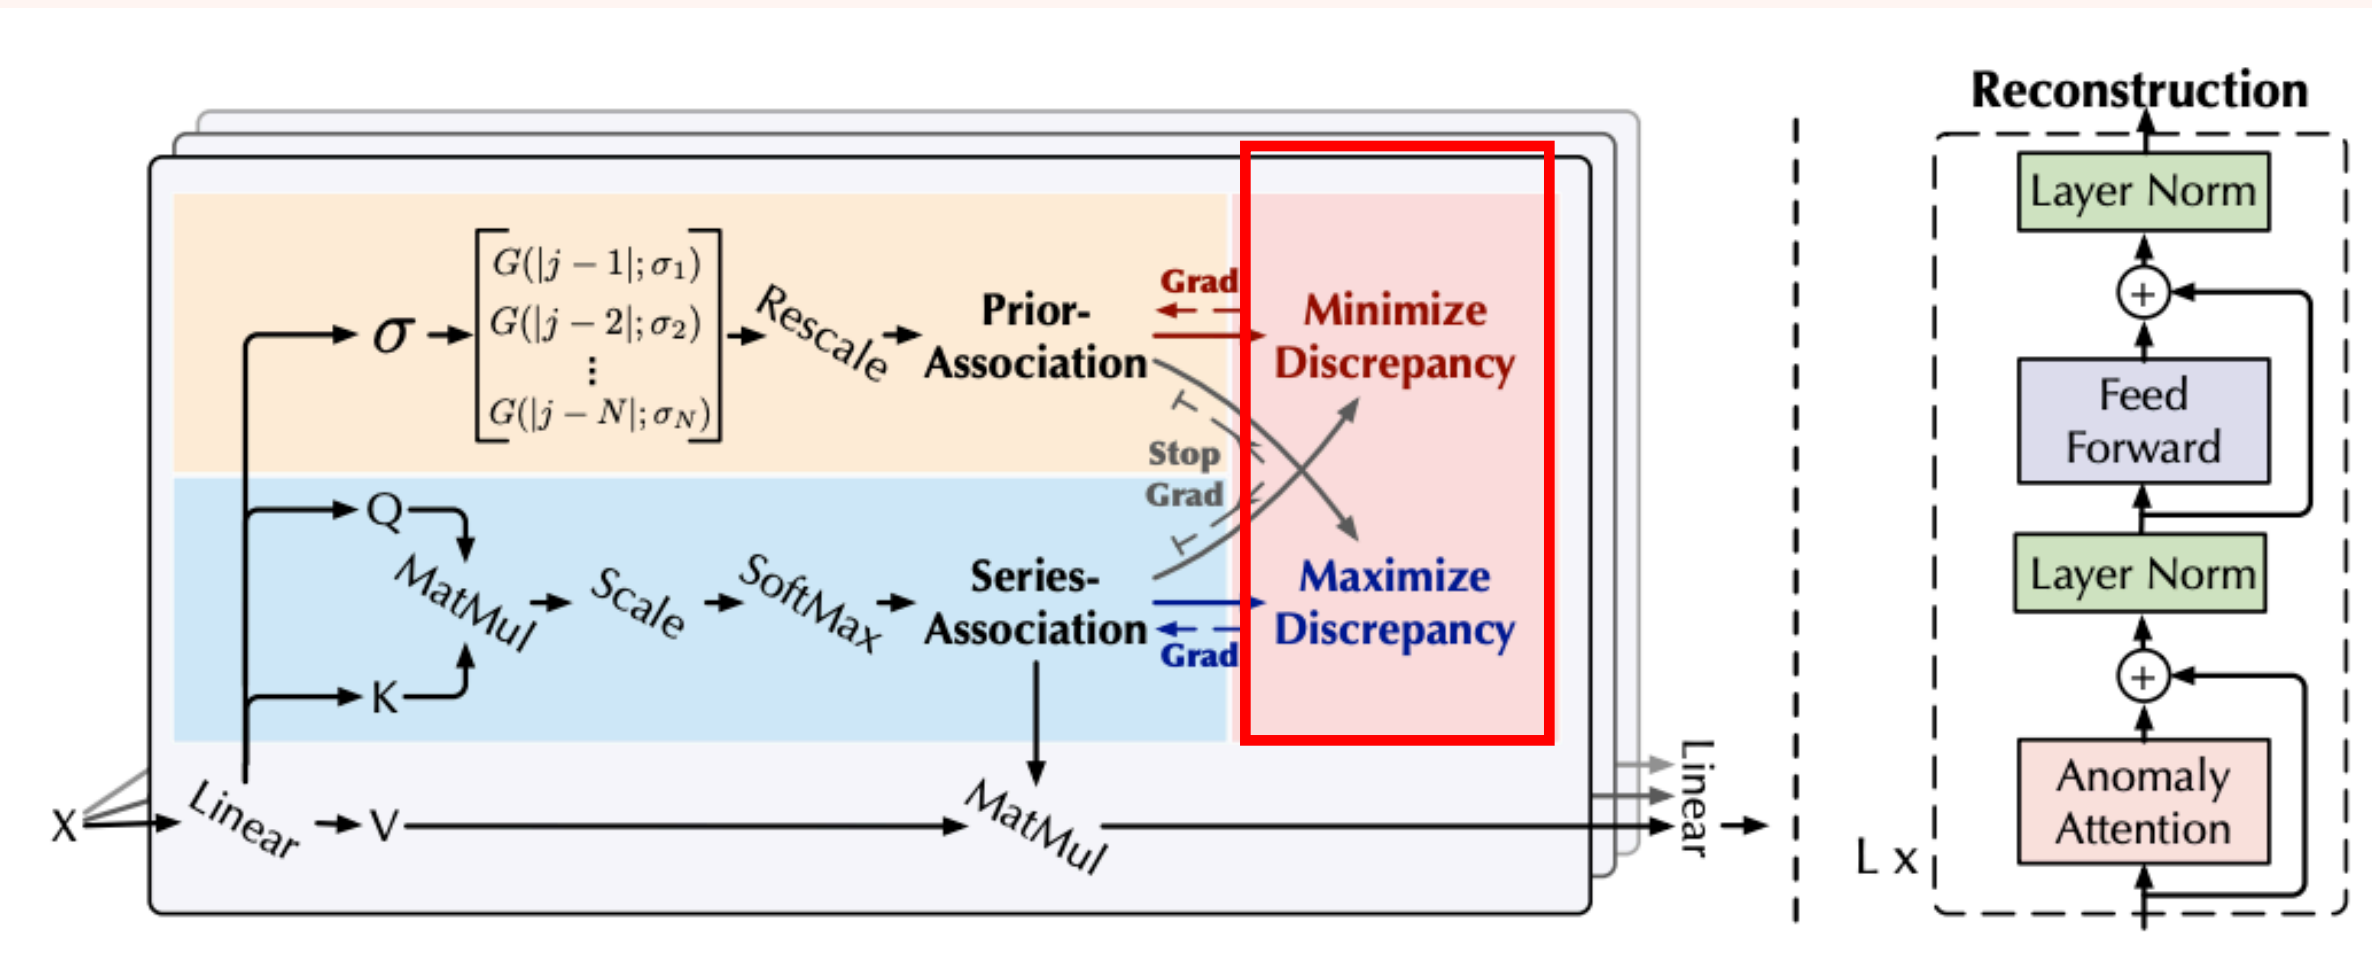 Reconstruction
Layer Norm
+
Feed
Forward
Layer Norm
+
Anomaly
Attention
L x
G(|j − 1|; σ₁)
G(|j − 2|; σ₂)
⋮
G(|j − N|; σ_N)
σ
Rescale
Prior-
Association
Grad
Minimize
Discrepancy
Stop
Grad
Q
K
MatMul
Scale
SoftMax
Series-
Association
Maximize
Discrepancy
Grad
X
Linear
V
MatMul
Linear